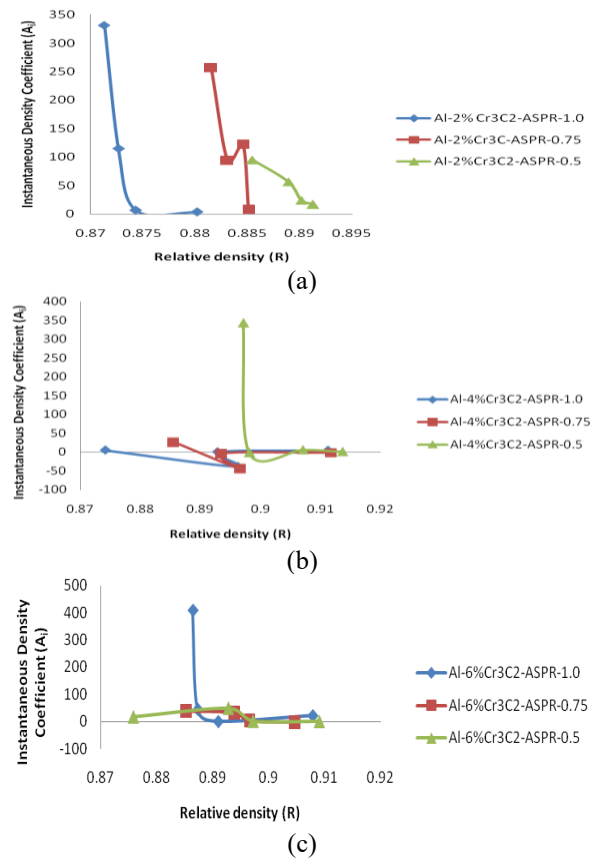 Instantaneous Density Coefficient (Ai)
350
300
250
200
150
100
50
0
0.87
0.875
0.88
0.885
0.89
0.895
Relative density (R)
Al-2% Cr3C2-ASPR-1.0
Al-2%Cr3C-ASPR-0.75
Al-2%Cr3C2-ASPR-0.5
(a)
Instantaneous Density Coefficient (Ai)
400
350
300
250
200
150
100
50
0
-50
-100
0.87
0.88
0.89
0.9
0.91
0.92
Relative density (R)
Al-4%Cr3C2-ASPR-1.0
Al-4%Cr3C2-ASPR-0.75
Al-4%Cr3C2-ASPR-0.5
(b)
Instantaneous Density
Coefficient (Ai)
500
400
300
200
100
0
-100
0.87
0.88
0.89
0.9
0.91
0.92
Relative density (R)
Al-6%Cr3C2-ASPR-1.0
Al-6%Cr3C2-ASPR-0.75
Al-6%Cr3C2-ASPR-0.5
(c)